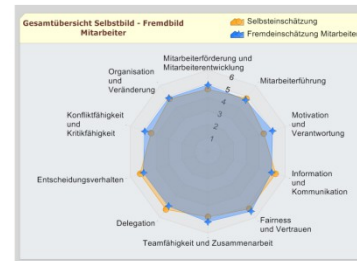 Gesamtübersicht Selbstbild - Fremdbild
Mitarbeiter
Selbsteinschätzung
Fremdeinschätzung Mitarbeiter
Mitarbeiterförderung und
Mitarbeiterentwicklung
Organisation
und
Veränderung
Mitarbeiterführung
6
5
4
3
2
1
Konfliktfähigkeit
und
Kritikfähigkeit
Motivation
und
Verantwortung
Entscheidungsverhalten
Information
und
Kommunikation
Delegation
Fairness
und Vertrauen
Teamfähigkeit und Zusammenarbeit